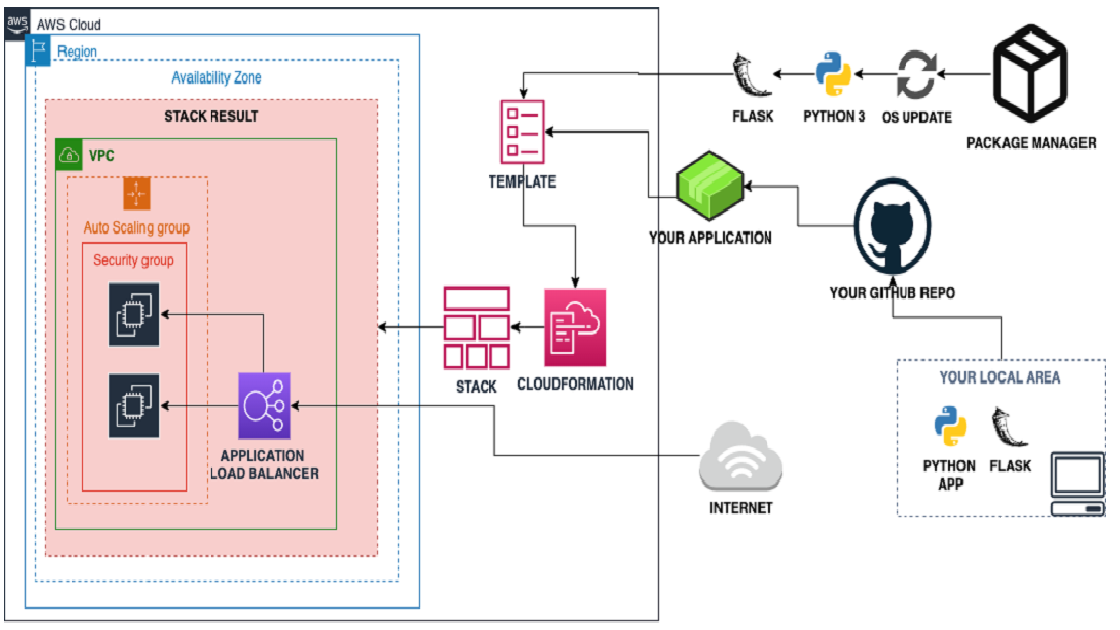 aws
AWS Cloud
Region
Availability Zone
STACK RESULT
VPC
Auto Scaling group
Security group
APPLICATION
LOAD BALANCER
TEMPLATE
STACK
CLOUDFORMATION
FLASK
PYTHON 3
OS UPDATE
PACKAGE MANAGER
YOUR APPLICATION
YOUR GITHUB REPO
YOUR LOCAL AREA
PYTHON
APP
FLASK
INTERNET